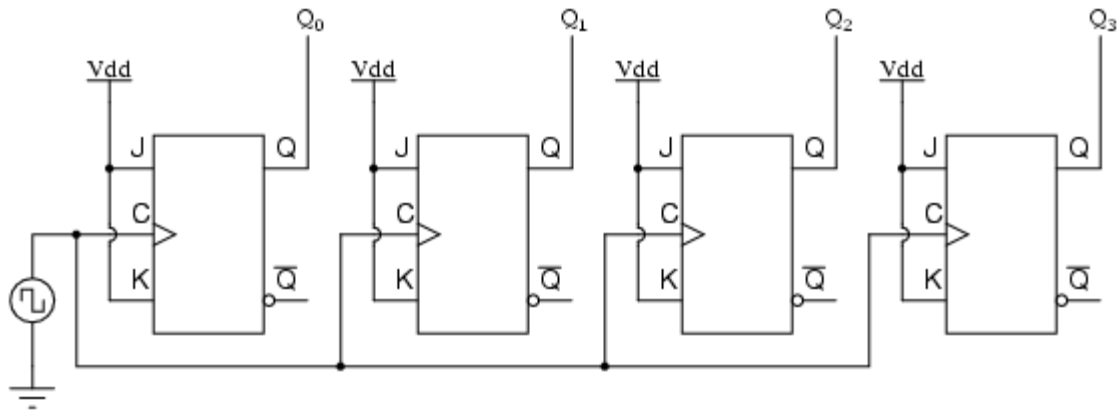 Q₀ Q₁ Q₂ Q₃
Vdd Vdd Vdd Vdd
J Q J Q J Q J Q
C C C C
K Q̅ K Q̅ K Q̅ K Q̅